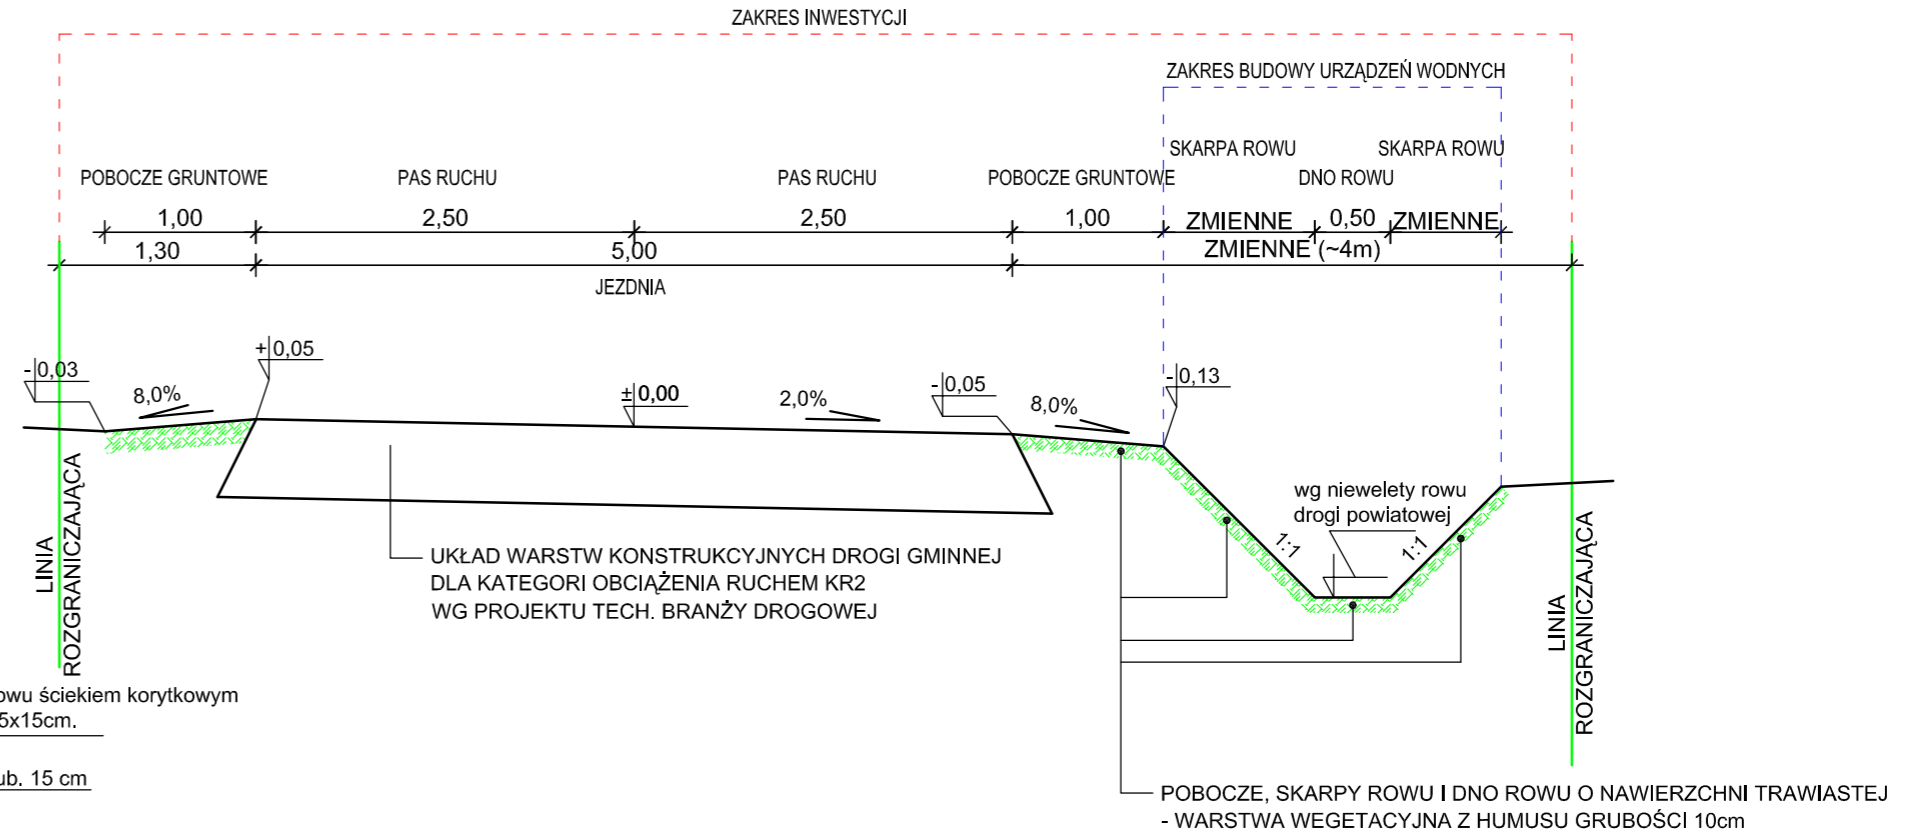 ZAKRES INWESTYCJI
ZAKRES BUDOWY URZĄDZEŃ WODNYCH
SKARPA ROWU SKARPA ROWU
POBOCZE GRUNTOWE PAS RUCHU PAS RUCHU POBOCZE GRUNTOWE DNO ROWU
1,00 2,50 2,50 1,00 ZMIENNE 0,50 ZMIENNE
1,30 5,00 ZMIENNE (~4m)
JEZDNIA
-0,03 8,0% +0,05 ±0,00 2,0% -0,05 8,0% -0,13
wg niewelety rowu
drogi powiatowej
1:1 1:1
LINIA
ROZGRANICZAJĄCA
UKŁAD WARSTW KONSTRUKCYJNYCH DROGI GMINNEJ
DLA KATEGORI OBCIĄŻENIA RUCHEM KR2
WG PROJEKTU TECH. BRANŻY DROGOWEJ
LINIA
ROZGRANICZAJĄCA
owu ściekiem korytkowym
5x15cm.
ub. 15 cm
POBOCZE, SKARPY ROWU I DNO ROWU O NAWIERZCHNI TRAWIASTEJ
- WARSTWA WEGETACYJNA Z HUMUSU GRUBOŚCI 10cm